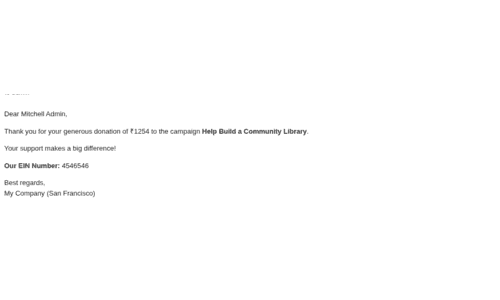 Dear Mitchell Admin,
Thank you for your generous donation of ₹1254 to the campaign Help Build a Community Library.
Your support makes a big difference!
Our EIN Number: 4546546
Best regards,
My Company (San Francisco)